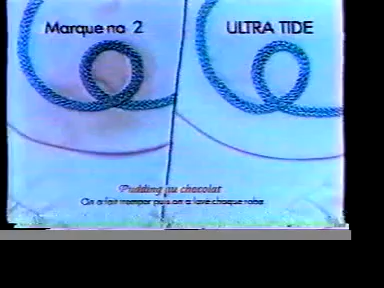 Marque no 2
ULTRA TIDE
Pudding au chocolat
On a fait tremper puis on a lavé chaque robe